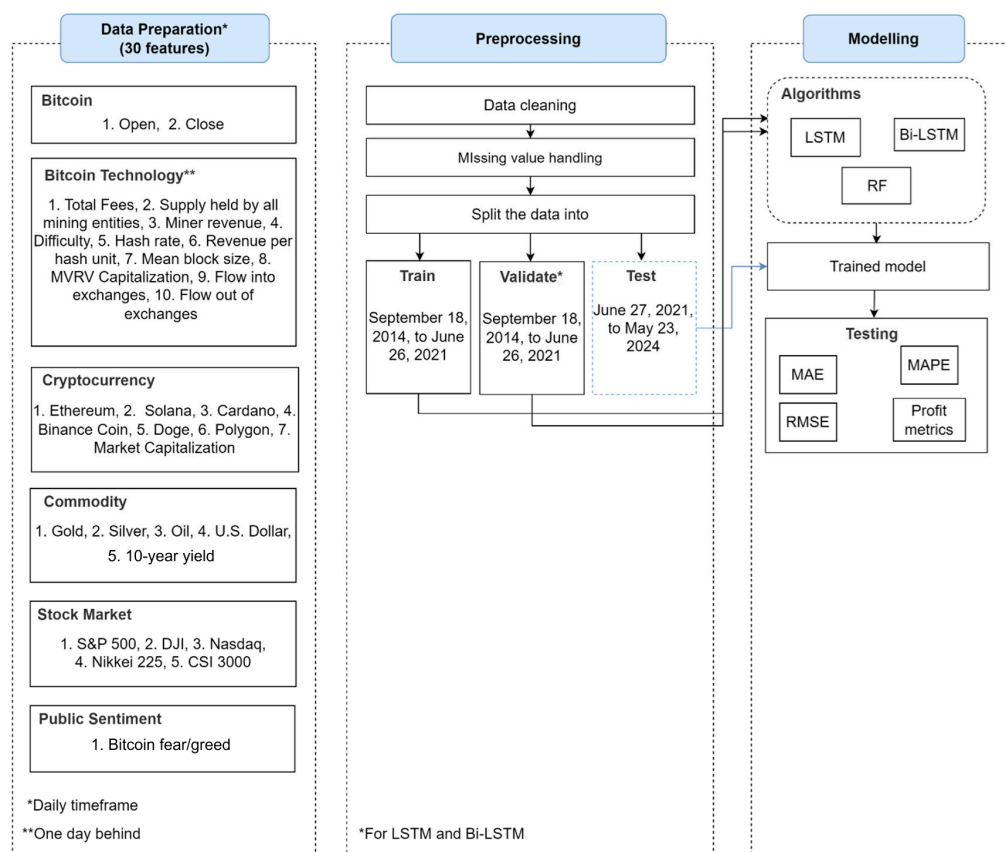 Data Preparation*
(30 features)
Bitcoin
1. Open, 2. Close
Bitcoin Technology**
1. Total Fees, 2. Supply held by all
mining entities, 3. Miner revenue, 4.
Difficulty, 5. Hash rate, 6. Revenue per
hash unit, 7. Mean block size, 8.
MVRV Capitalization, 9. Flow into
exchanges, 10. Flow out of
exchanges
Cryptocurrency
1. Ethereum, 2. Solana, 3. Cardano, 4.
Binance Coin, 5. Doge, 6. Polygon, 7.
Market Capitalization
Commodity
1. Gold, 2. Silver, 3. Oil, 4. U.S. Dollar,
5. 10-year yield
Stock Market
1. S&P 500, 2. DJI, 3. Nasdaq,
4. Nikkei 225, 5. CSI 3000
Public Sentiment
1. Bitcoin fear/greed
*Daily timeframe
**One day behind
Preprocessing
Data cleaning
MIssing value handling
Split the data into
Train
September 18,
2014, to June
26, 2021
Validate*
September 18,
2014, to June
26, 2021
Test
June 27, 2021,
to May 23,
2024
*For LSTM and Bi-LSTM
Modelling
Algorithms
LSTM
Bi-LSTM
RF
Trained model
Testing
MAE
MAPE
RMSE
Profit
metrics